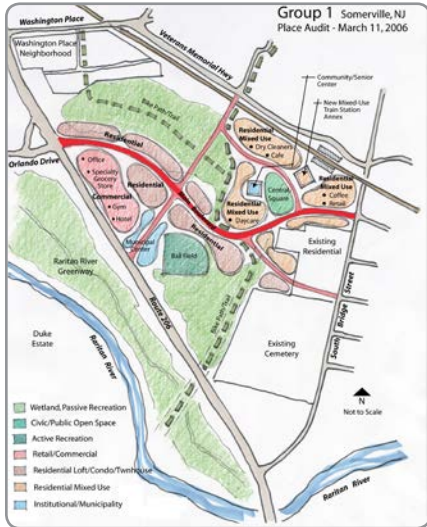 Group 1 Somerville, NJ
Place Audit - March 11, 2006
Washington Place
Washington Place
Neighborhood
Veterans Memorial Hwy
Community/Senior
Center
New Mixed-Use
Train Station
Annex
Bike Path/Trail
Residential
Residential
Mixed Use
• Dry Cleaners
• Cafe
Orlando Drive
• Office
• Specialty
Grocery
Store
Commercial
• Gym
• Hotel
Residential
Residential
Mixed Use
• Daycare
Central
Square
Residential
Mixed Use
• Coffee
• Retail
Municipal
Center
Residential
Ball Field
Existing
Residential
Raritan River
Greenway
Route 206
Bike Path/Trail
South Bridge Street
Duke
Estate
Raritan River
Existing
Cemetery
N
Not to Scale
Wetland, Passive Recreation
Civic/Public Open Space
Active Recreation
Retail/Commercial
Residential Loft/Condo/Twnhouse
Residential Mixed Use
Institutional/Municipality
Raritan River